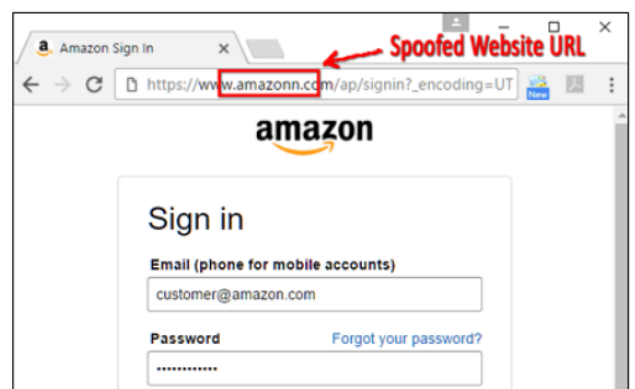 Amazon Sign In
Spoofed Website URL
https://www.amazonn.com/ap/signin?_encoding=UT
New
amazon
Sign in
Email (phone for mobile accounts)
customer@amazon.com
Password Forgot your password?
••••••••••••